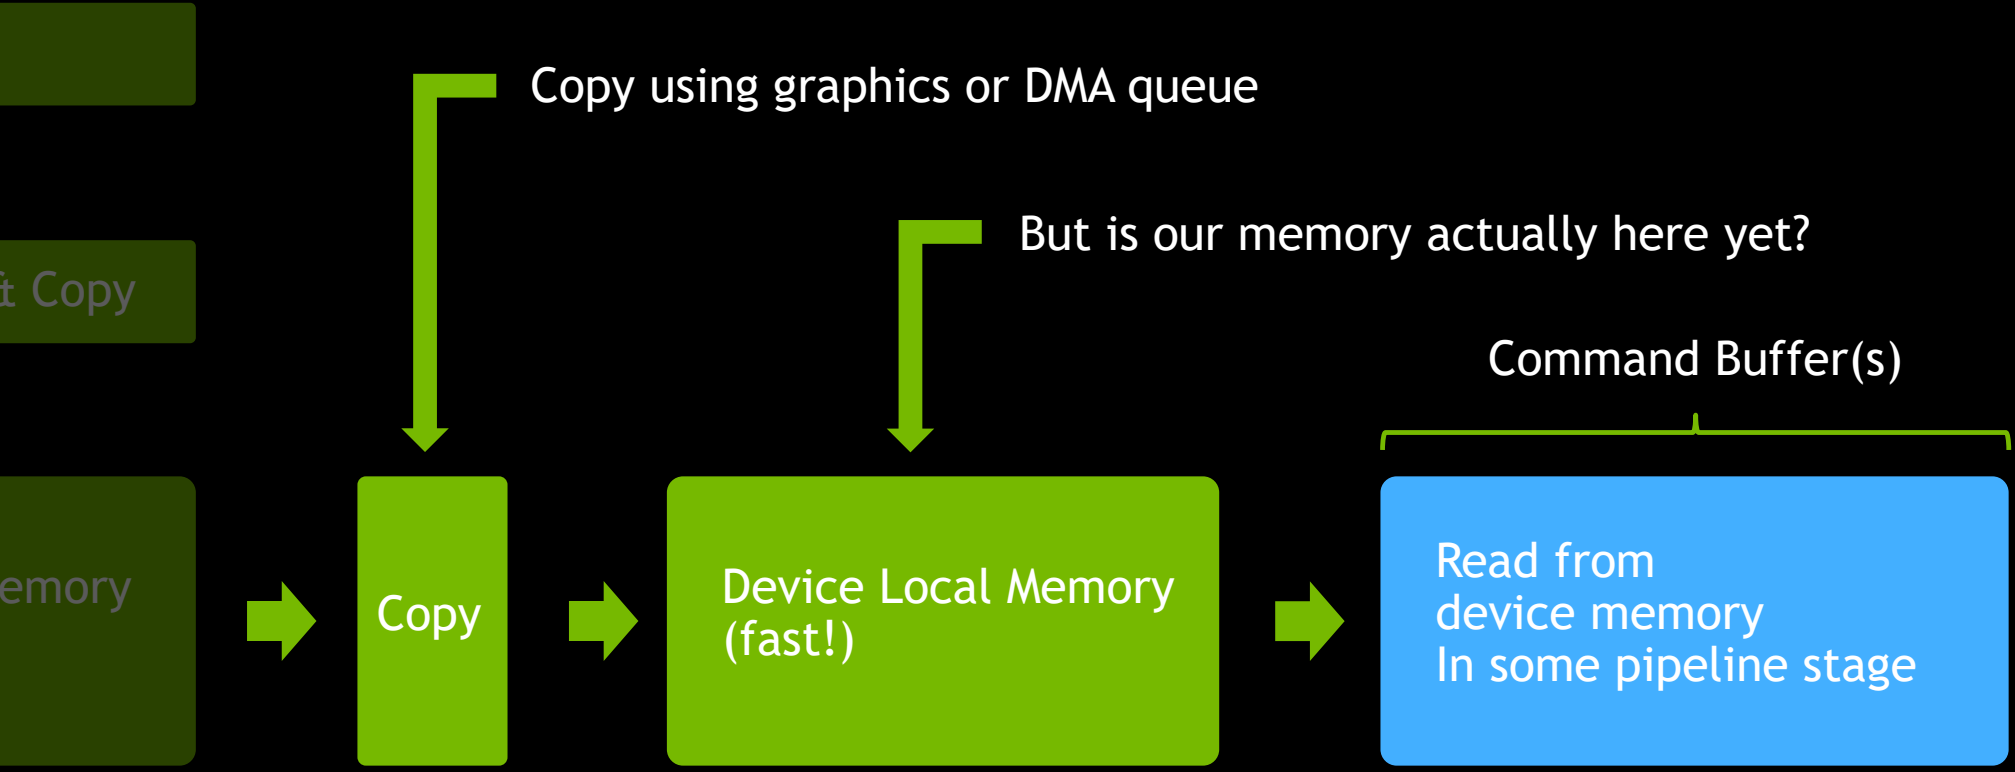 Copy using graphics or DMA queue
But is our memory actually here yet?
& Copy
Command Buffer(s)
emory
Copy
Device Local Memory
(fast!)
Read from
device memory
In some pipeline stage